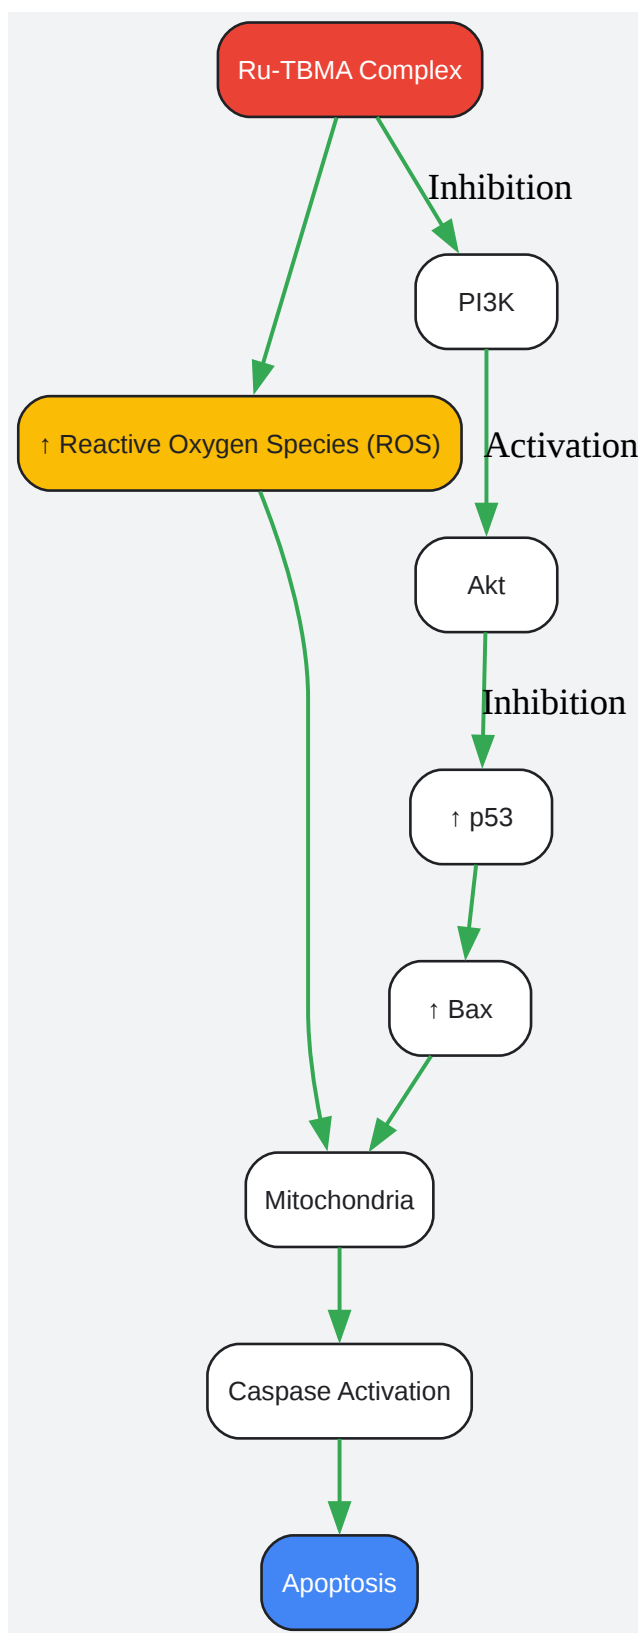 Ru-TBMA Complex
Inhibition
PI3K
↑ Reactive Oxygen Species (ROS)
Activation
Akt
Inhibition
↑ p53
↑ Bax
Mitochondria
Caspase Activation
Apoptosis